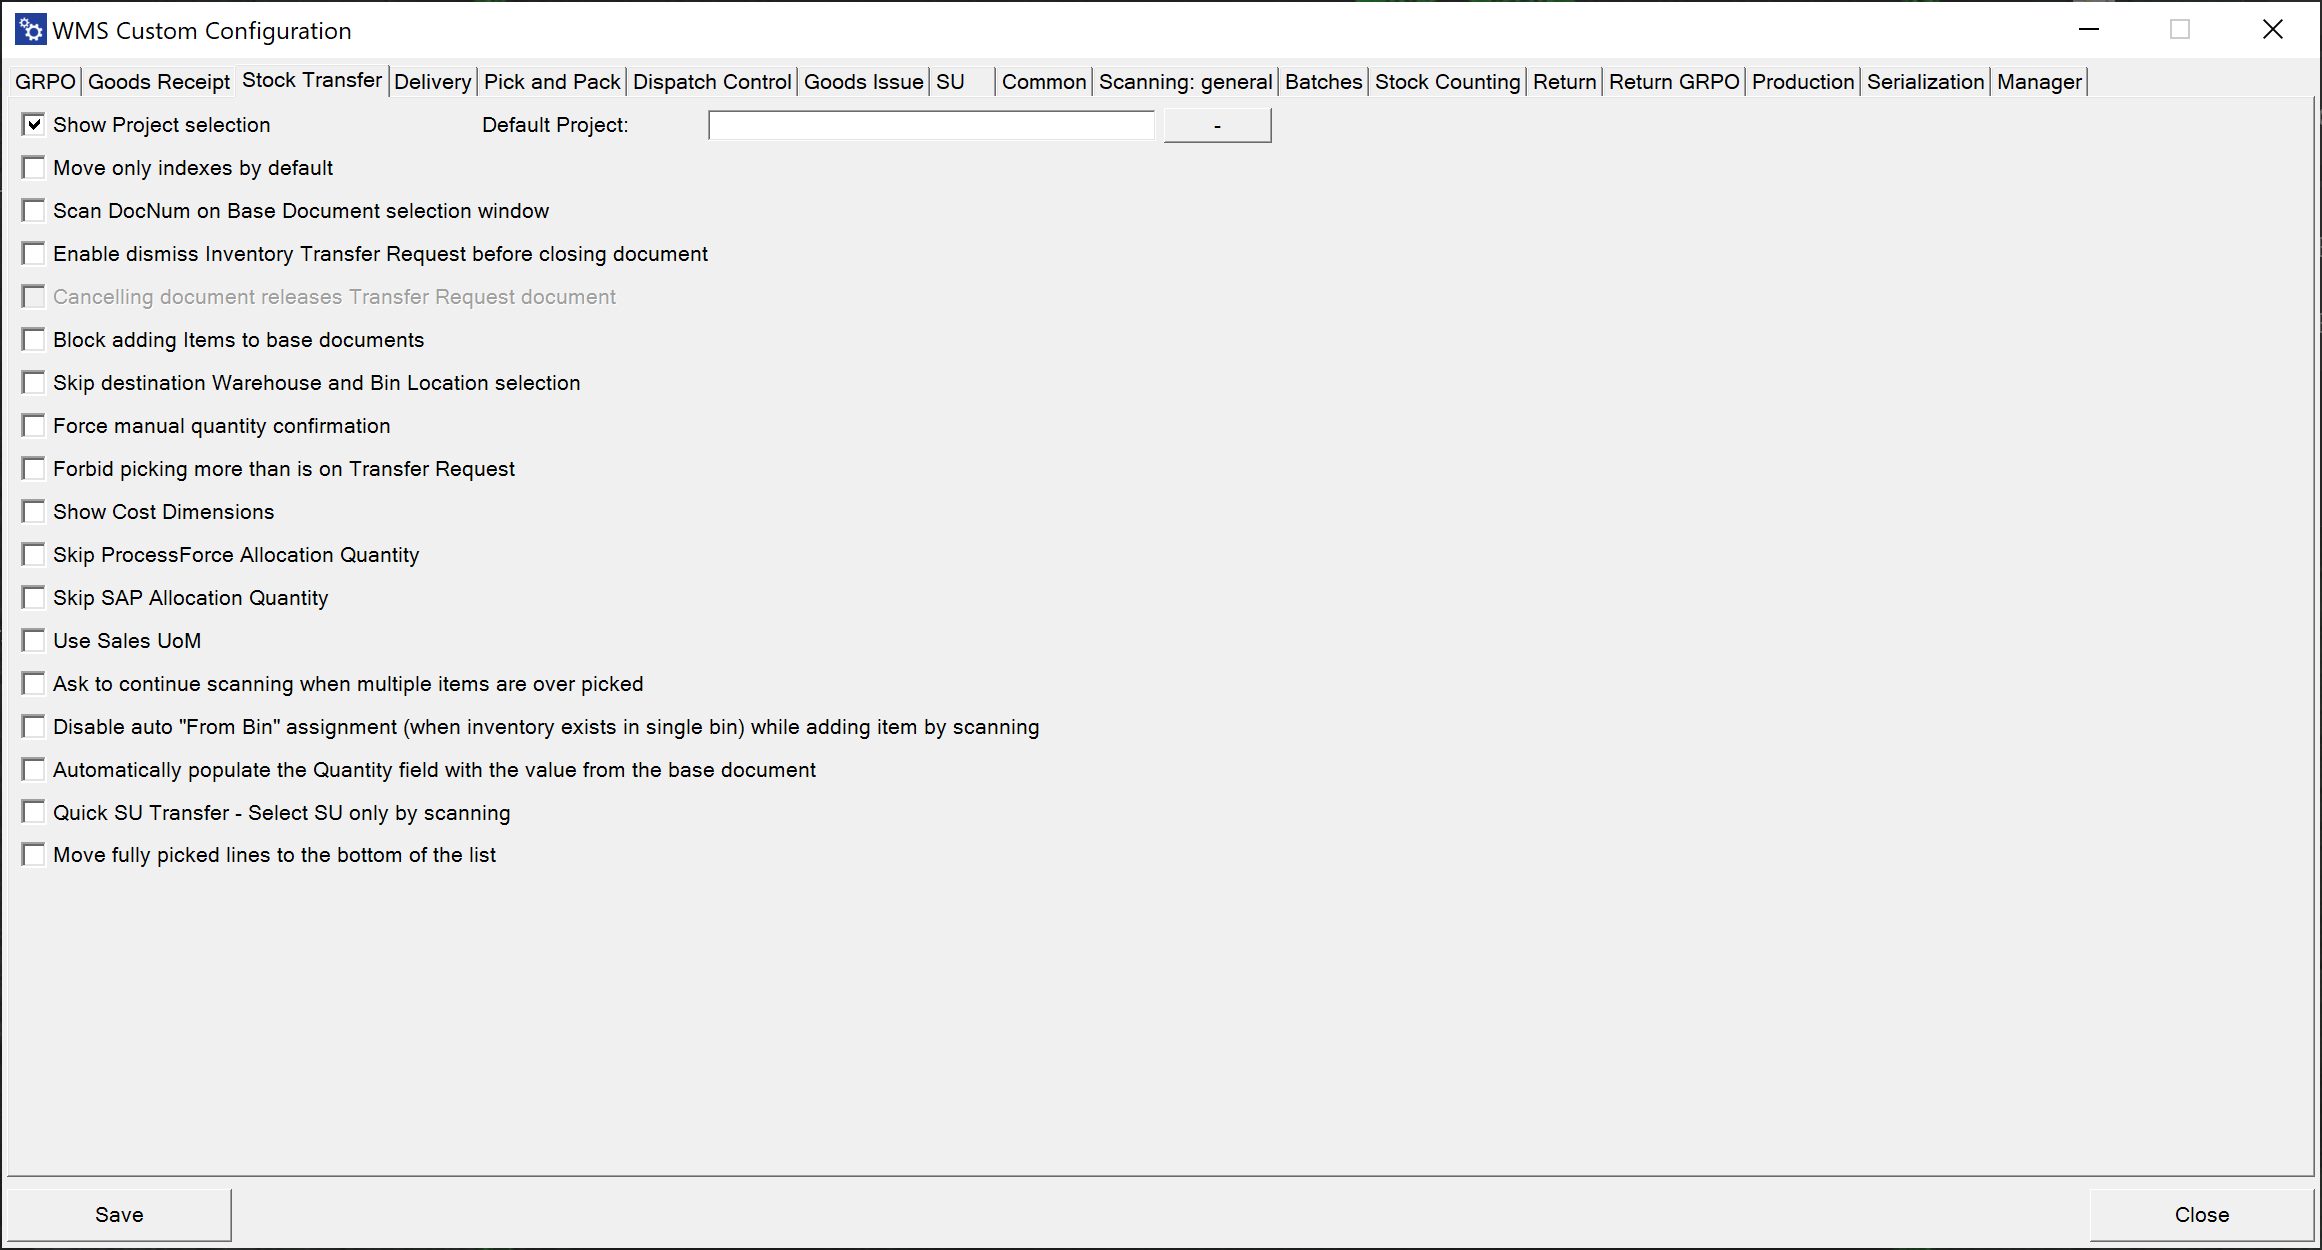 WMS Custom Configuration
GRPO Goods Receipt Stock Transfer Delivery Pick and Pack Dispatch Control Goods Issue SU Common Scanning: general Batches Stock Counting Return Return GRPO Production Serialization Manager
Show Project selection Default Project: -
Move only indexes by default
Scan DocNum on Base Document selection window
Enable dismiss Inventory Transfer Request before closing document
Cancelling document releases Transfer Request document
Block adding Items to base documents
Skip destination Warehouse and Bin Location selection
Force manual quantity confirmation
Forbid picking more than is on Transfer Request
Show Cost Dimensions
Skip ProcessForce Allocation Quantity
Skip SAP Allocation Quantity
Use Sales UoM
Ask to continue scanning when multiple items are over picked
Disable auto "From Bin" assignment (when inventory exists in single bin) while adding item by scanning
Automatically populate the Quantity field with the value from the base document
Quick SU Transfer - Select SU only by scanning
Move fully picked lines to the bottom of the list
Save Close